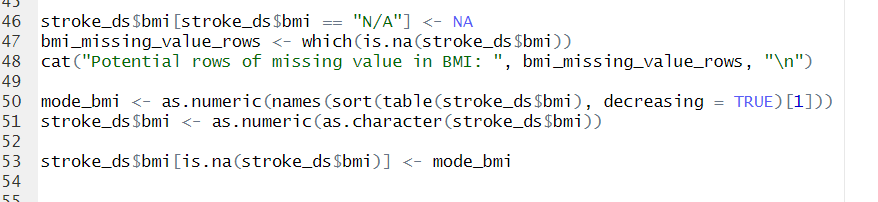 45
46 stroke_ds$bmi[stroke_ds$bmi == "N/A"] <- NA
47 bmi_missing_value_rows <- which(is.na(stroke_ds$bmi))
48 cat("Potential rows of missing value in BMI: ", bmi_missing_value_rows, "\n")
49
50 mode_bmi <- as.numeric(names(sort(table(stroke_ds$bmi), decreasing = TRUE)[1]))
51 stroke_ds$bmi <- as.numeric(as.character(stroke_ds$bmi))
52
53 stroke_ds$bmi[is.na(stroke_ds$bmi)] <- mode_bmi
54
55